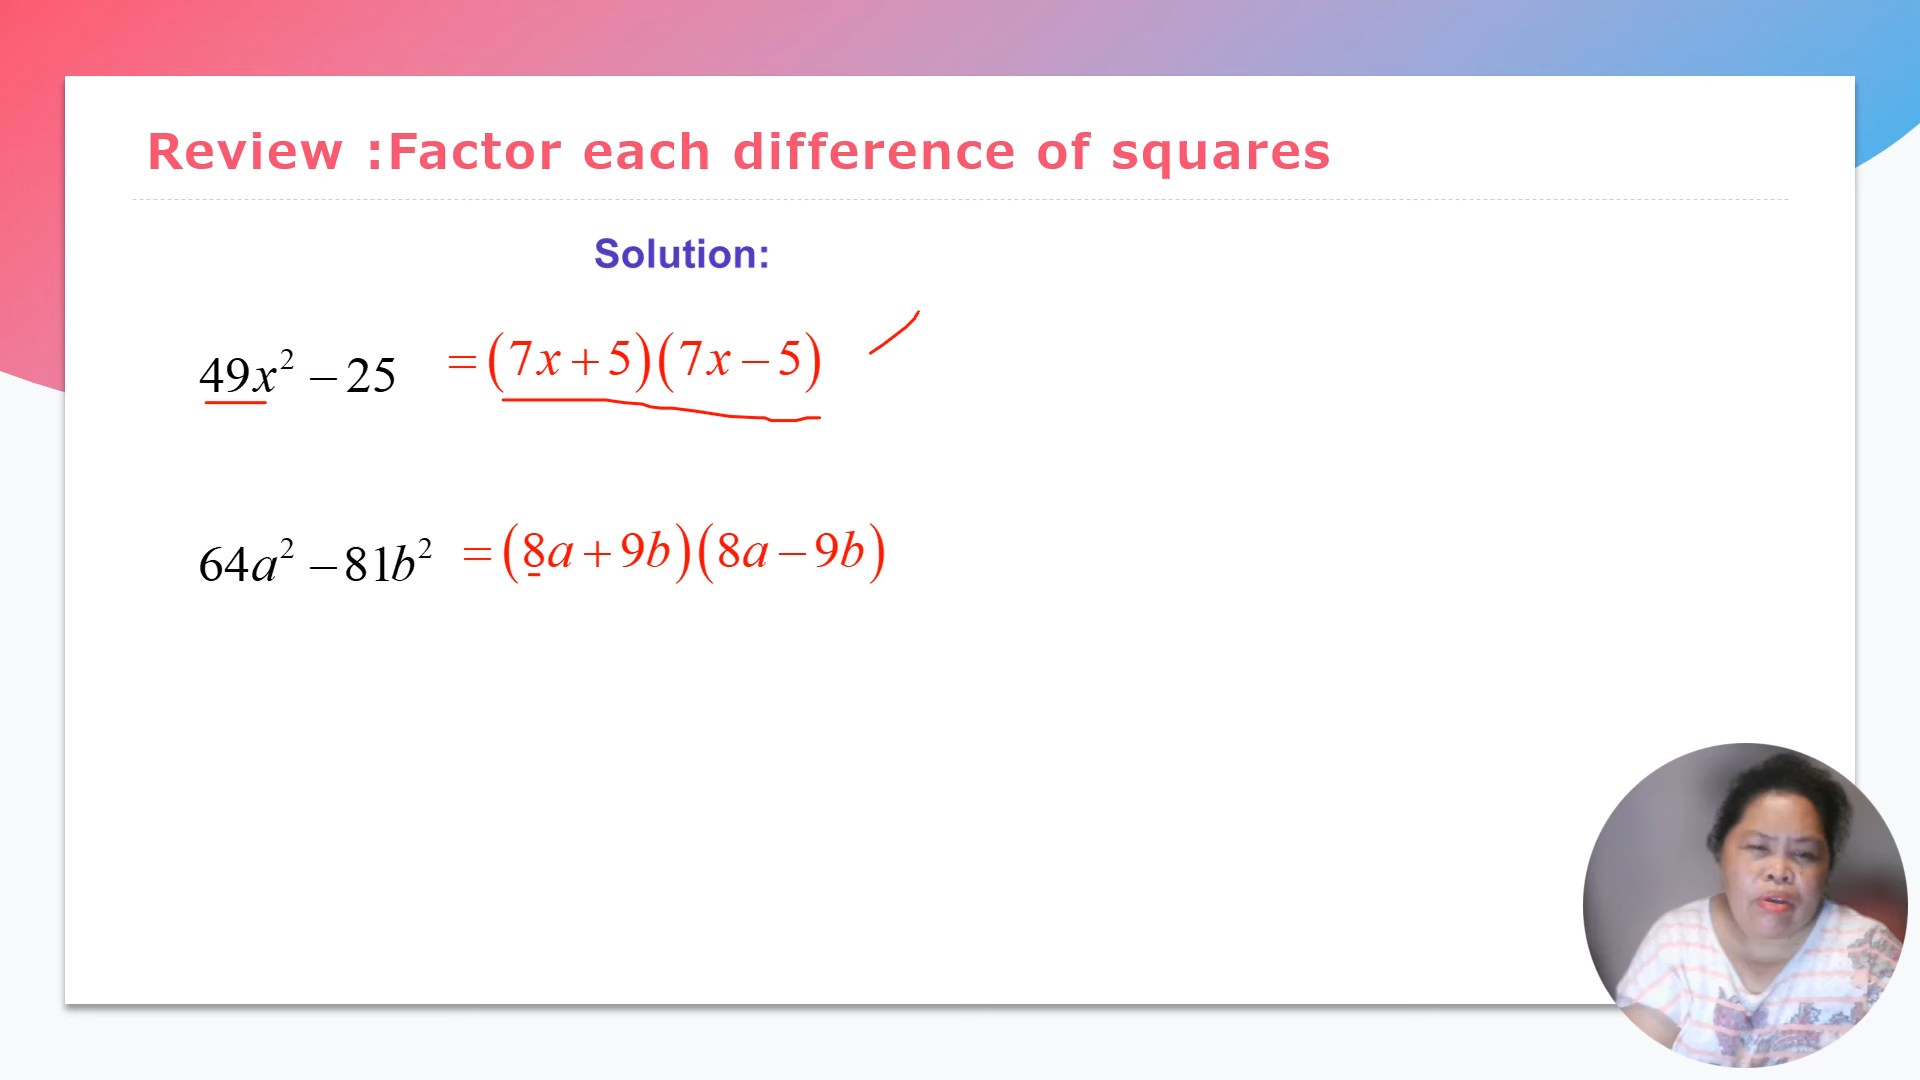 Review :Factor each difference of squares
Solution:
49x² − 25 = (7x + 5)(7x − 5)
64a² − 81b² = (8a + 9b)(8a − 9b)